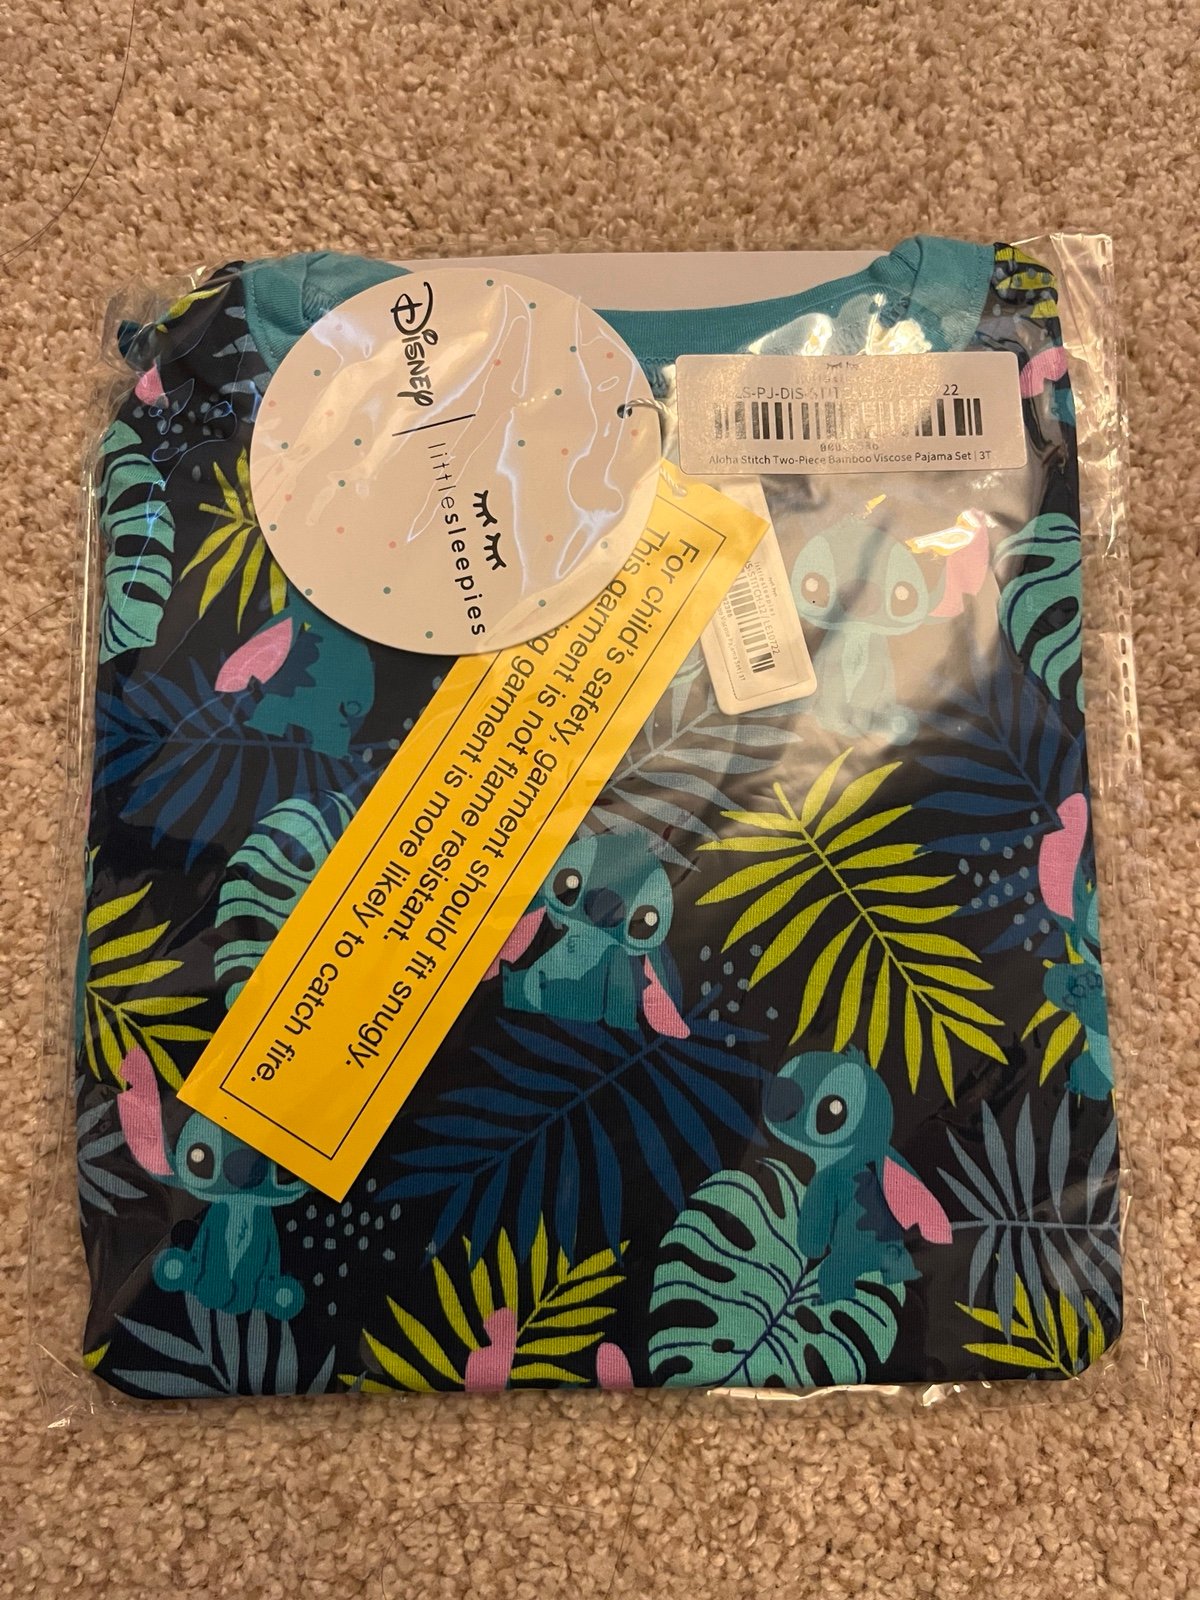 Disney
littlesleepies
22
Aloha Stitch Two-Piece Bamboo Viscose Pajama Set | 3T
For child's safety, garment should fit snugly.
This garment is not flame resistant.
garment is more likely to catch fire.